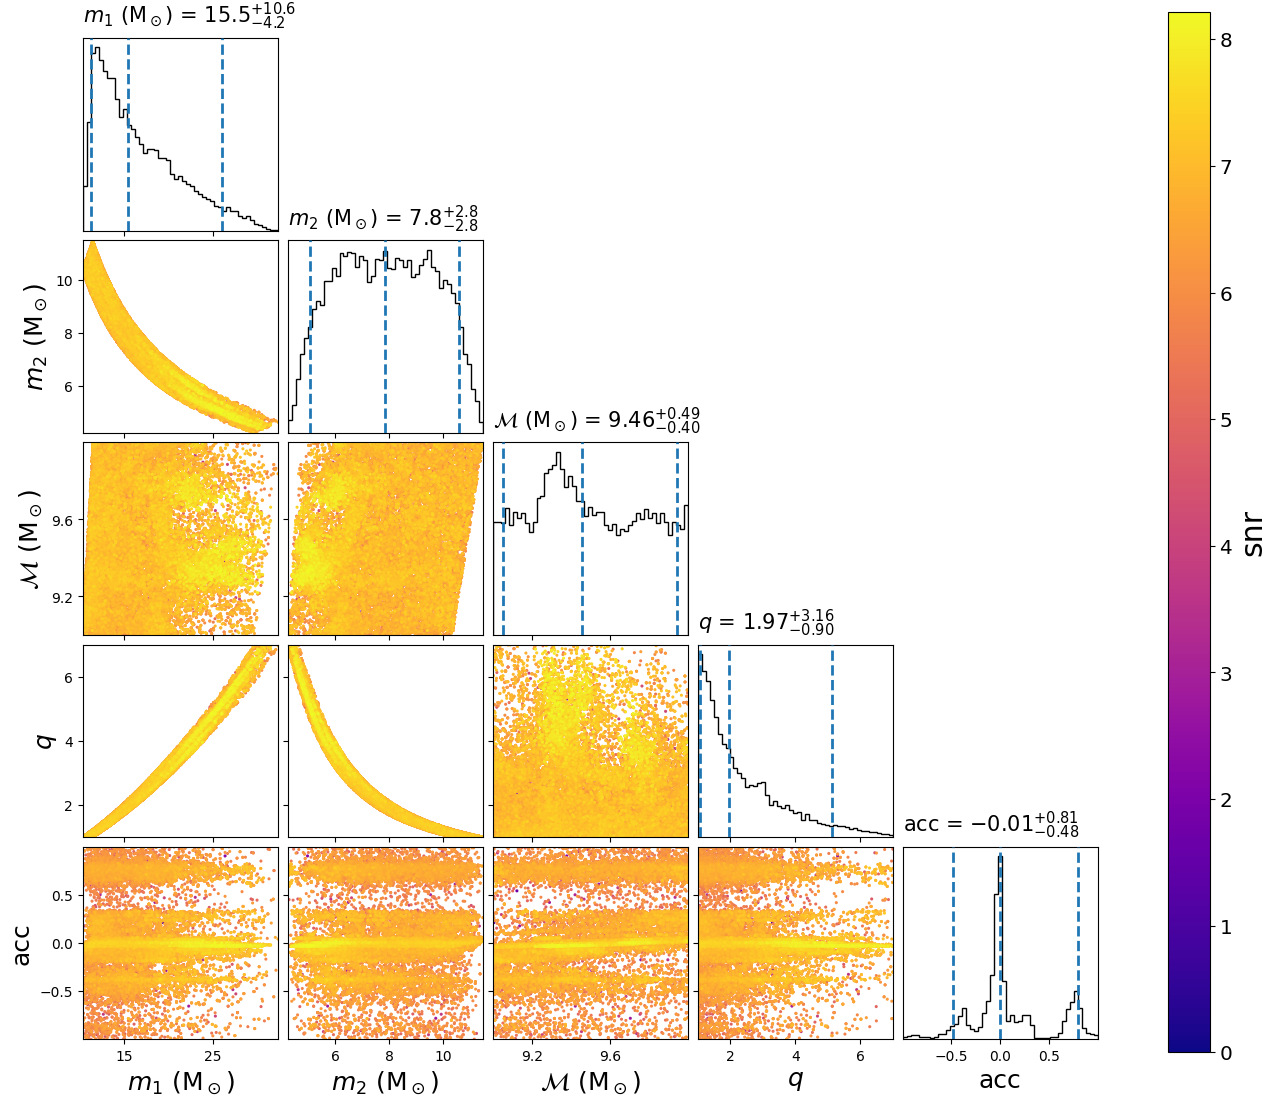 m₁ (M⊙) = 15.5 +10.6 −4.2
8
m₂ (M⊙) = 7.8 +2.8 −2.8
7
m₂ (M⊙)
10
8
6
6
ℳ (M⊙) = 9.46 +0.49 −0.40
5
ℳ (M⊙)
9.6
9.2
snr
4
q = 1.97 +3.16 −0.90
3
q
6
4
2
2
acc = −0.01 +0.81 −0.48
1
acc
0.5
0.0
−0.5
0
15 25
6 8 10
9.2 9.6
2 4 6
−0.5 0.0 0.5
m₁ (M⊙)
m₂ (M⊙)
ℳ (M⊙)
q
acc